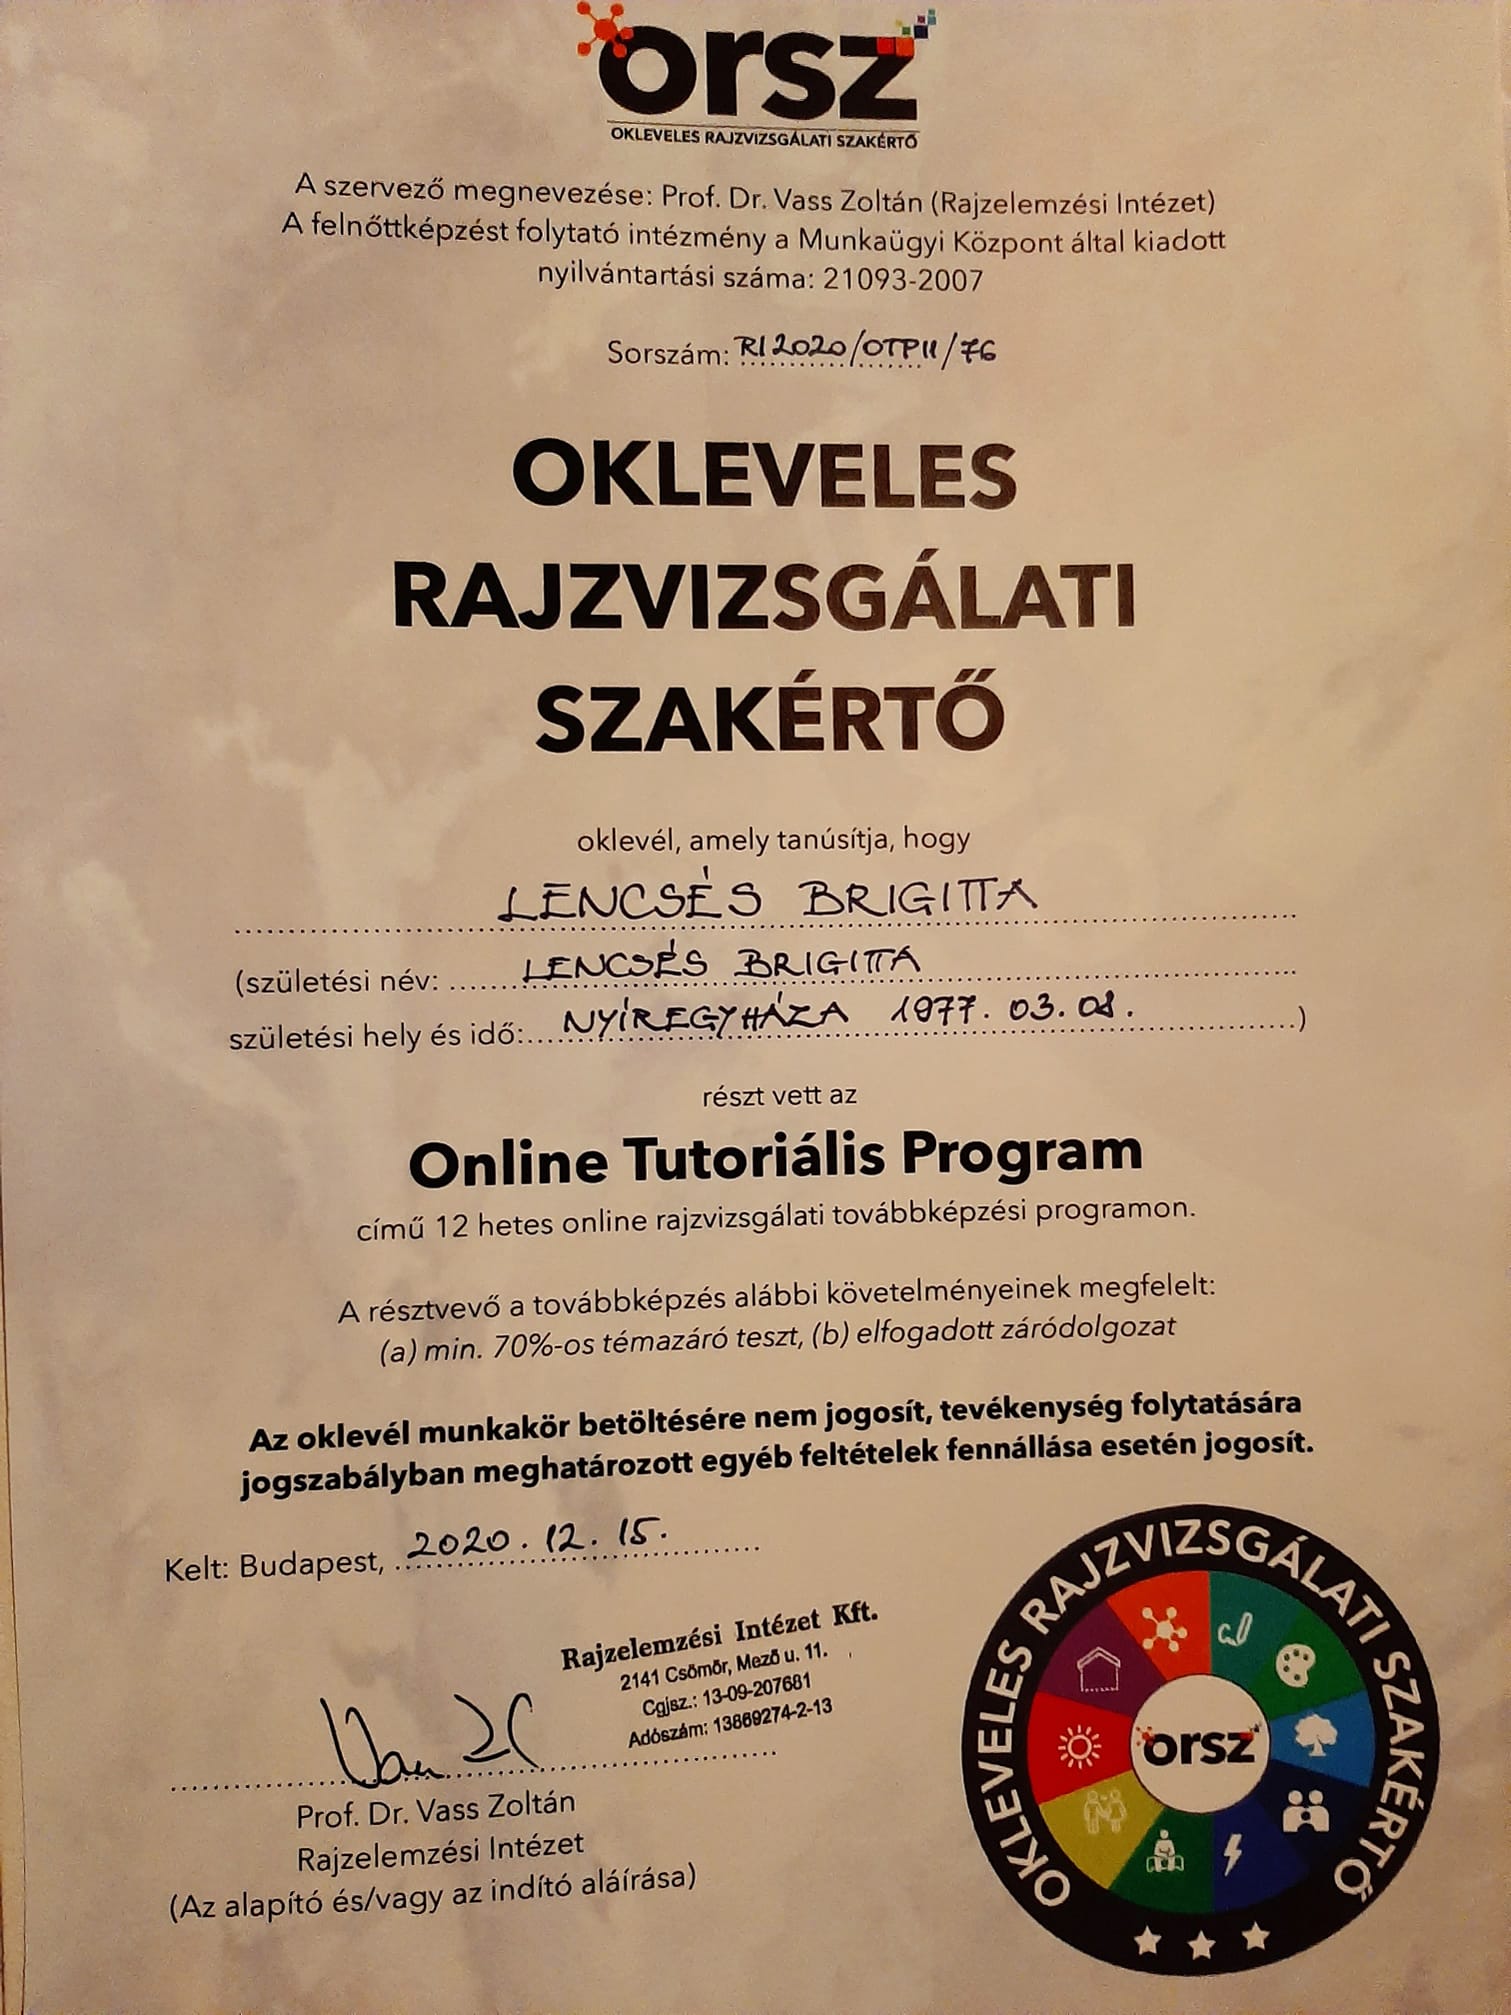 orsz
OKLEVELES RAJZVIZSGÁLATI SZAKÉRTŐ
A szervező megnevezése: Prof. Dr. Vass Zoltán (Rajzelemzési Intézet)
A felnőttképzést folytató intézmény a Munkaügyi Központ által kiadott
nyilvántartási száma: 21093-2007
Sorszám: RI2020/OTPII/76
OKLEVELES
RAJZVIZSGÁLATI
SZAKÉRTŐ
oklevél, amely tanúsítja, hogy
LENCSÉS BRIGITTA
(születési név: LENCSÉS BRIGITTA
születési hely és idő: NYÍREGYHÁZA 1977. 03. 08.)
részt vett az
Online Tutoriális Program
című 12 hetes online rajzvizsgálati továbbképzési programon.
A résztvevő a továbbképzés alábbi követelményeinek megfelelt:
(a) min. 70%-os témazáró teszt, (b) elfogadott záródolgozat
Az oklevél munkakör betöltésére nem jogosít, tevékenység folytatására
jogszabályban meghatározott egyéb feltételek fennállása esetén jogosít.
Kelt: Budapest, 2020. 12. 15.
Rajzelemzési Intézet Kft.
2141 Csömör, Mező u. 11.
Cgjsz.: 13-09-207681
Adószám: 13869274-2-13
Prof. Dr. Vass Zoltán
Rajzelemzési Intézet
(Az alapító és/vagy az indító aláírása)
OKLEVELES RAJZVIZSGÁLATI SZAKÉRTŐ
orsz